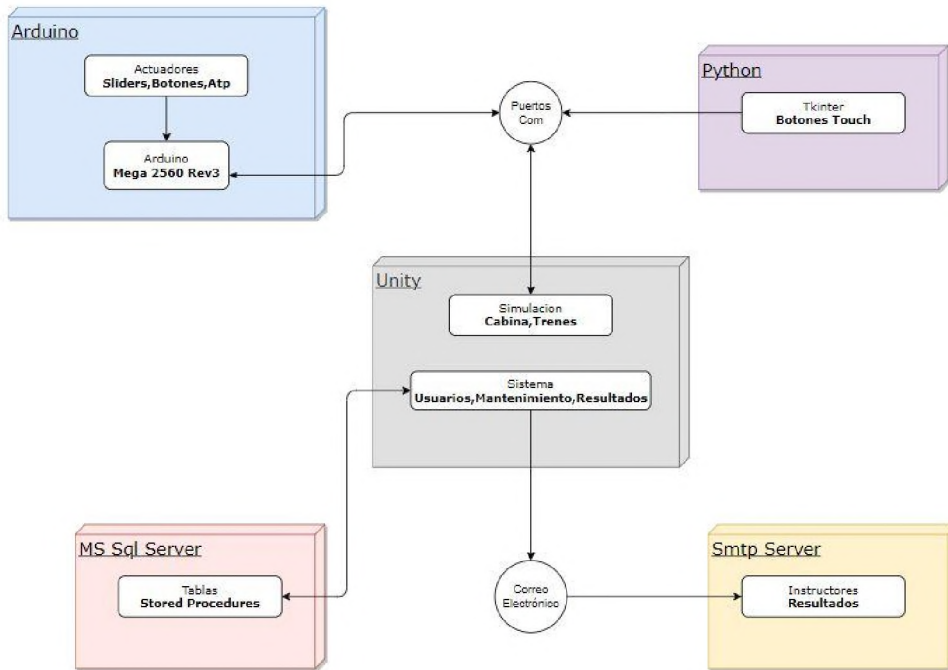 Arduino
Actuadores
Sliders,Botones,Atp
Arduino
Mega 2560 Rev3
Puertos
Com
Python
Tkinter
Botones Touch
Unity
Simulacion
Cabina,Trenes
Sistema
Usuarios,Mantenimiento,Resultados
MS Sql Server
Tablas
Stored Procedures
Correo
Electrónico
Smtp Server
Instructores
Resultados